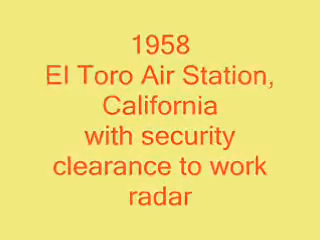 1958
El Toro Air Station,
California
with security
clearance to work
radar